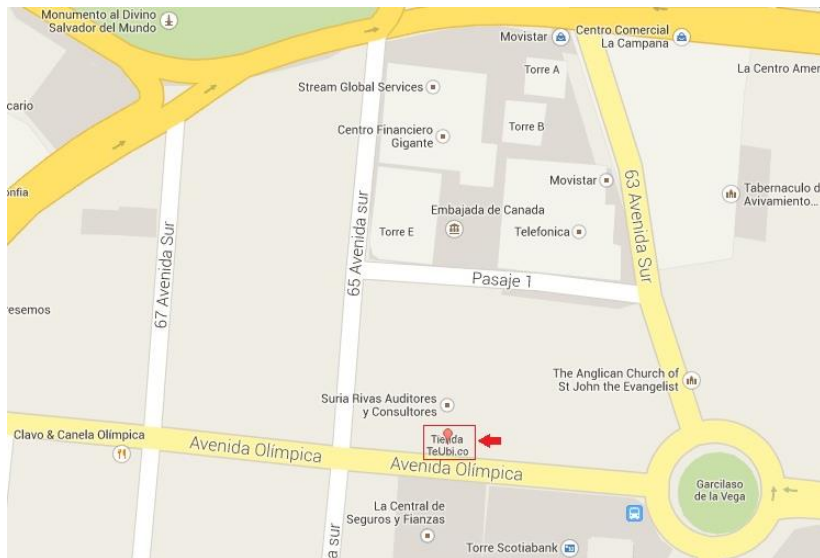 Monumento al Divino
Salvador del Mundo
Movistar
Centro Comercial
La Campana
Torre A
La Centro Amer
Stream Global Services
cario
Torre B
Centro Financiero
Gigante
63 Avenida Sur
Movistar
Tabernaculo d
Avivamiento...
onfia
65 Avenida sur
Embajada de Canada
Torre E
Telefonica
67 Avenida Sur
Pasaje 1
resemos
The Anglican Church of
St John the Evangelist
Suria Rivas Auditores
y Consultores
Clavo & Canela Olímpica
Avenida Olímpica
Tienda
TeUbi.co
Avenida Olímpica
Garcilaso
de la Vega
La Central de
Seguros y Fianzas
a sur
Torre Scotiabank